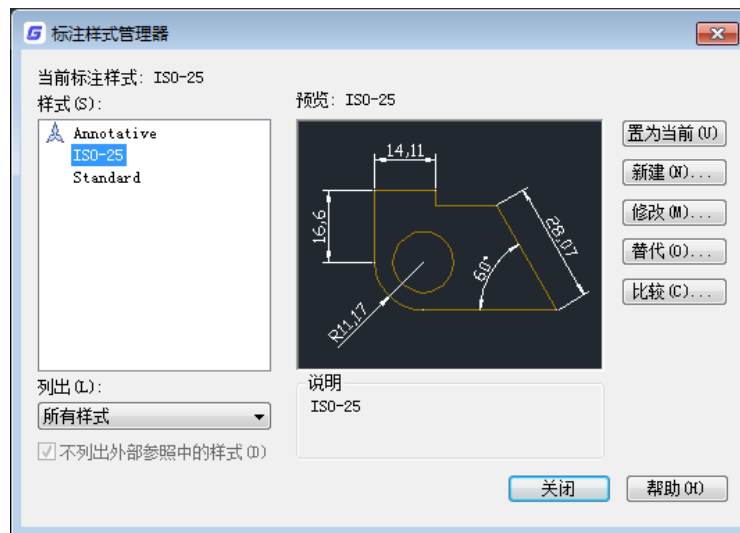 标注样式管理器
当前标注样式: ISO-25
样式(S):
Annotative
ISO-25
Standard
预览: ISO-25
14,11
16,6
28,07
60°
R11,17
置为当前(U)
新建(N)...
修改(M)...
替代(O)...
比较(C)...
列出(L):
所有样式
不列出外部参照中的样式(D)
说明
ISO-25
关闭
帮助(H)